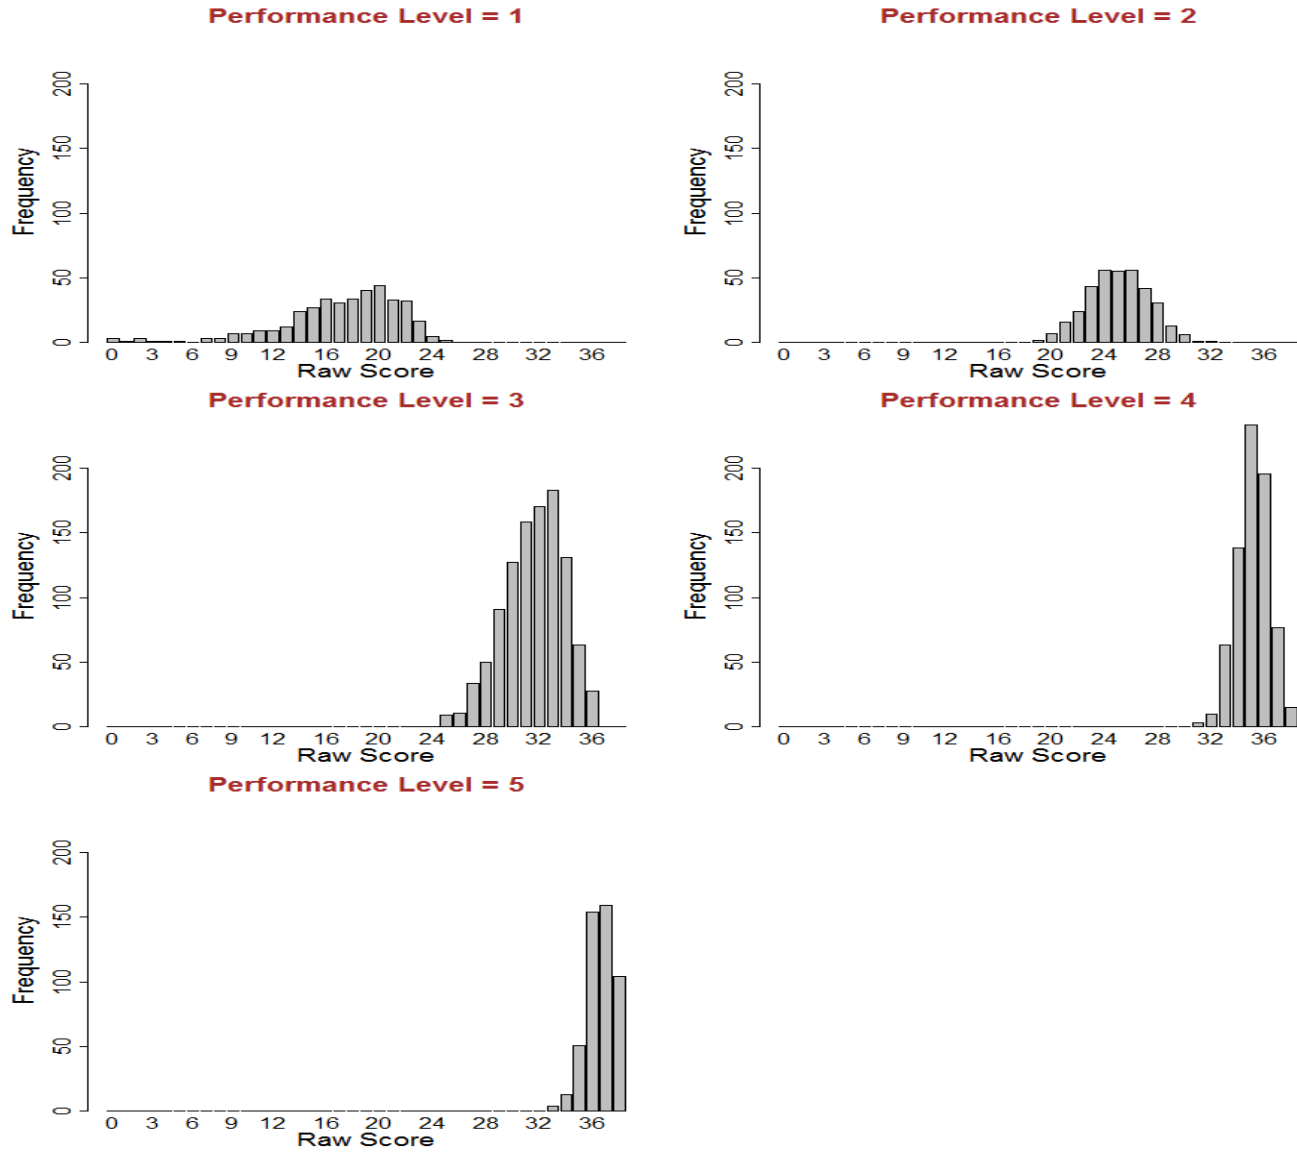 Performance Level = 1
Frequency
200
150
100
50
0
0 3 6 9 12 16 20 24 28 32 36
Raw Score
Performance Level = 2
Frequency
200
150
100
50
0
0 3 6 9 12 16 20 24 28 32 36
Raw Score
Performance Level = 3
Frequency
200
150
100
50
0
0 3 6 9 12 16 20 24 28 32 36
Raw Score
Performance Level = 4
Frequency
200
150
100
50
0
0 3 6 9 12 16 20 24 28 32 36
Raw Score
Performance Level = 5
Frequency
200
150
100
50
0
0 3 6 9 12 16 20 24 28 32 36
Raw Score